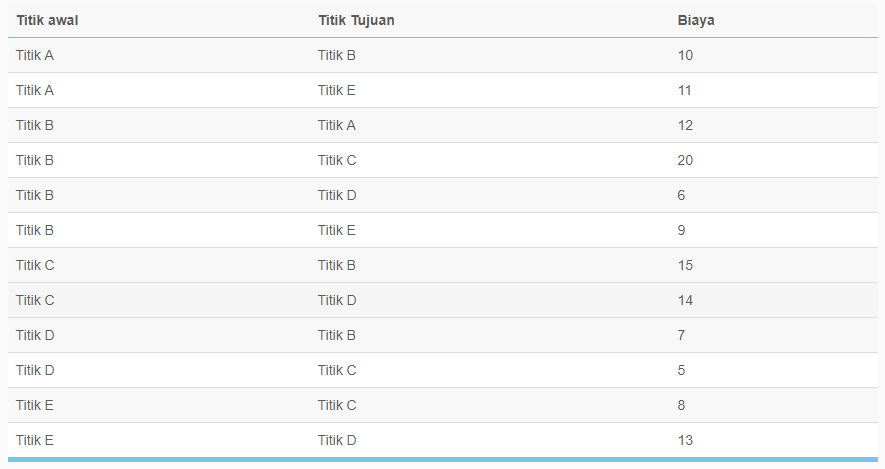 Titik awal Titik Tujuan Biaya
Titik A Titik B 10
Titik A Titik E 11
Titik B Titik A 12
Titik B Titik C 20
Titik B Titik D 6
Titik B Titik E 9
Titik C Titik B 15
Titik C Titik D 14
Titik D Titik B 7
Titik D Titik C 5
Titik E Titik C 8
Titik E Titik D 13